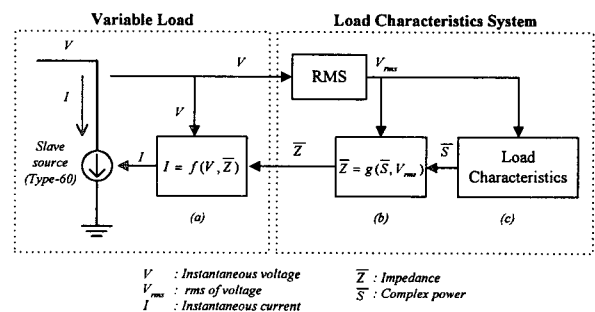 Variable Load
Load Characteristics System
V
I
V
V
RMS
V_rms
Slave
source
(Type-60)
I
I = f(V, Z̅)
Z̅
Z̅ = g(S̅, V_rms)
S̅
Load
Characteristics
(a)
(b)
(c)
V : Instantaneous voltage
V_rms : rms of voltage
I : Instantaneous current
Z̅ : Impedance
S̅ : Complex power